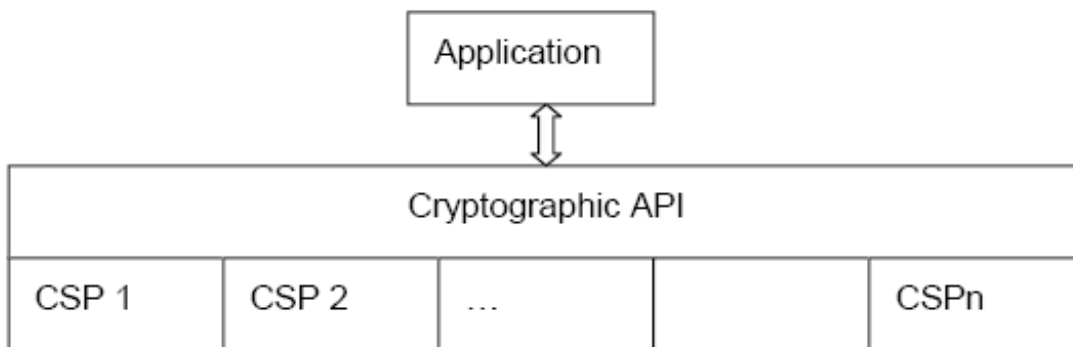 Application
Cryptographic API
CSP 1
CSP 2
...
CSPn